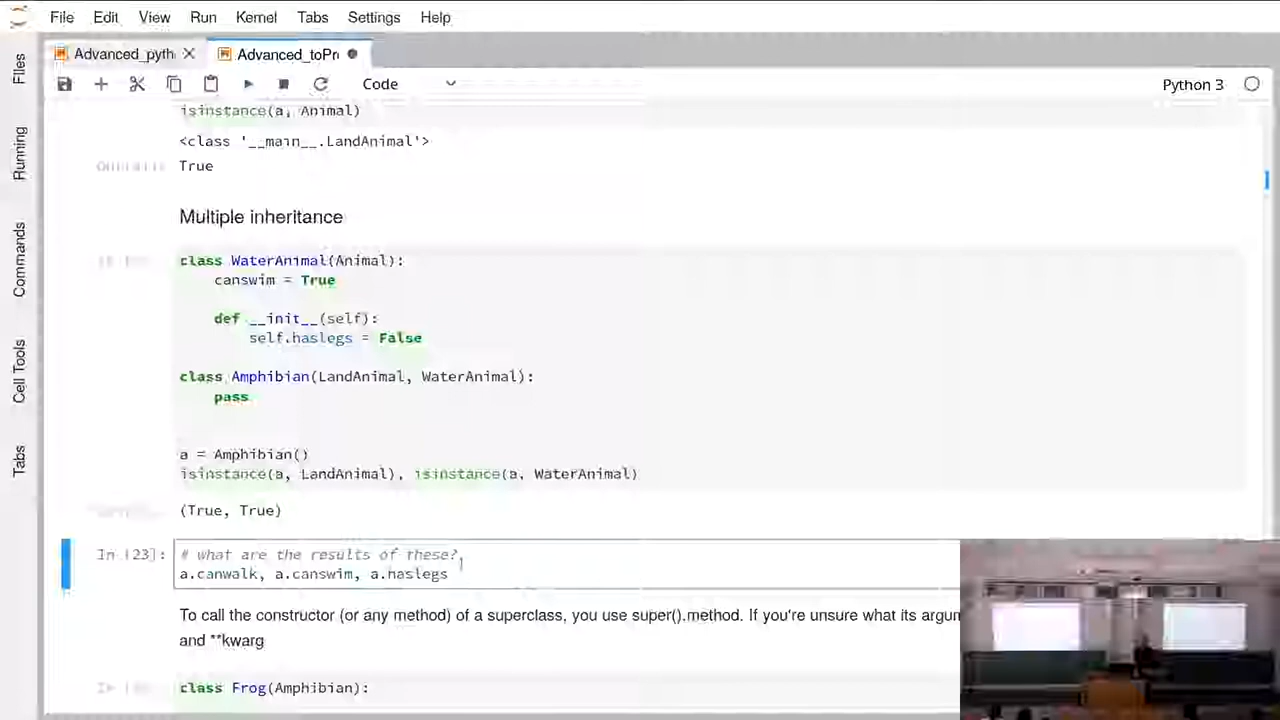 File Edit View Run Kernel Tabs Settings Help
Advanced_pyth
Advanced_toPr
Code
Python 3
Files
Running
Commands
Cell Tools
Tabs
isinstance(a, Animal)
<class '__main__.LandAnimal'>
True
Multiple inheritance
class WaterAnimal(Animal):
canswim = True
def __init__(self):
self.haslegs = False
class Amphibian(LandAnimal, WaterAnimal):
pass
a = Amphibian()
isinstance(a, LandAnimal), isinstance(a, WaterAnimal)
(True, True)
In [23]:
# what are the results of these?
a.canwalk, a.canswim, a.haslegs
To call the constructor (or any method) of a superclass, you use super().method. If you're unsure what its argun
and **kwarg
class Frog(Amphibian):